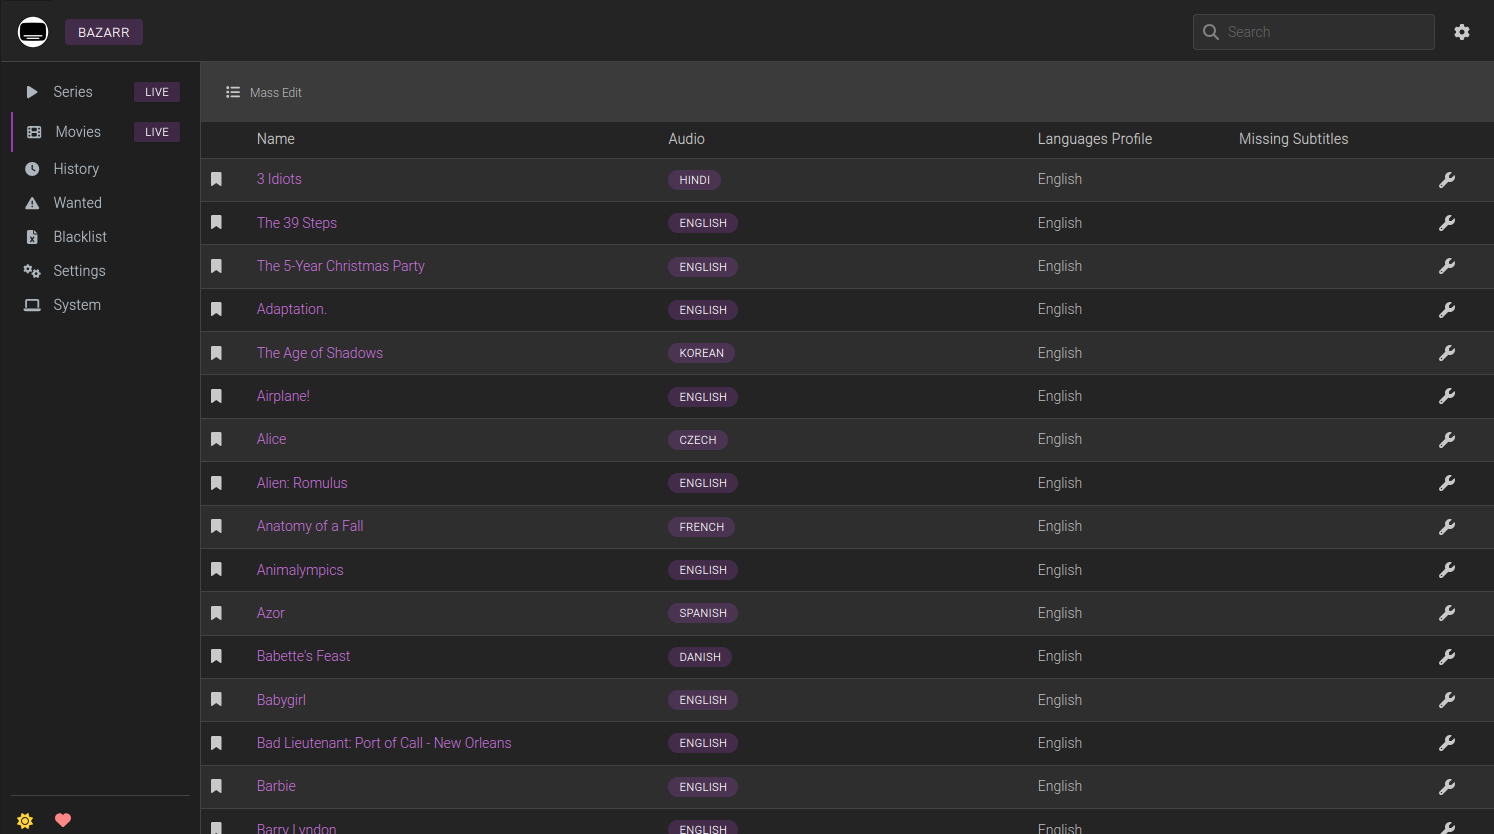 BAZARR
Search
Series LIVE
Movies LIVE
History
Wanted
Blacklist
Settings
System
Mass Edit
Name Audio Languages Profile Missing Subtitles
3 Idiots HINDI English
The 39 Steps ENGLISH English
The 5-Year Christmas Party ENGLISH English
Adaptation. ENGLISH English
The Age of Shadows KOREAN English
Airplane! ENGLISH English
Alice CZECH English
Alien: Romulus ENGLISH English
Anatomy of a Fall FRENCH English
Animalympics ENGLISH English
Azor SPANISH English
Babette's Feast DANISH English
Babygirl ENGLISH English
Bad Lieutenant: Port of Call - New Orleans ENGLISH English
Barbie ENGLISH English
Barry Lyndon ENGLISH English